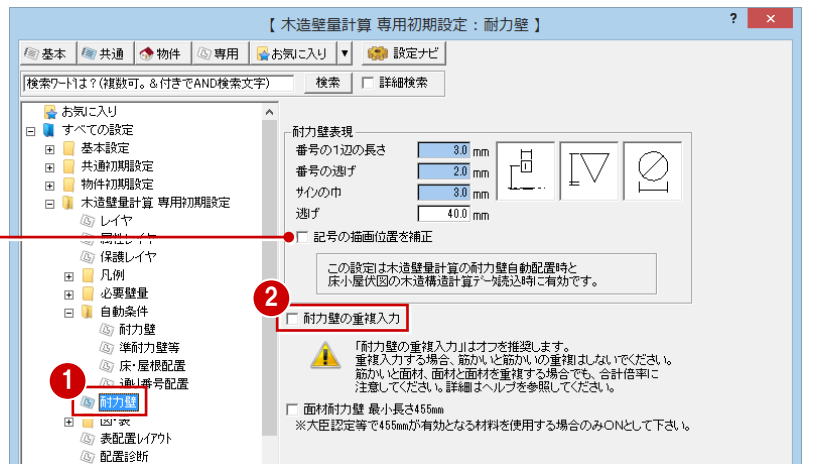 【 木造壁量計算 専用初期設定：耐力壁 】
? ×
基本 共通 物件 専用 お気に入り ▼ 設定ナビ
検索ワードは？(複数可。&付きでAND検索文字) 検索 詳細検索
お気に入り
すべての設定
基本設定
共通初期設定
物件初期設定
木造壁量計算 専用初期設定
レイヤ
保護レイヤ
凡例
必要壁量
自動条件
耐力壁
準耐力壁等
床・屋根配置
通り番号配置
1
耐力壁
図・表
表配置レイアウト
配置診断
耐力壁表現
番号の1辺の長さ 3.0 mm
番号の逃げ 2.0 mm
サインの巾 3.0 mm
逃げ 40.0 mm
記号の描画位置を補正
この設定は木造壁量計算の耐力壁自動配置時と
床小屋伏図の木造構造計算データ読込時に有効です。
2
耐力壁の重複入力
「耐力壁の重複入力」はオフを推奨します。
重複入力する場合、筋かいと筋かいの重複はしないでください。
筋かいと面材、面材と面材を重複する場合でも、合計倍率に
注意してください。詳細はヘルプを参照してください。
面材耐力壁 最小長さ455mm
※大臣認定等で455mmが有効となる材料を使用する場合のみONとして下さい。